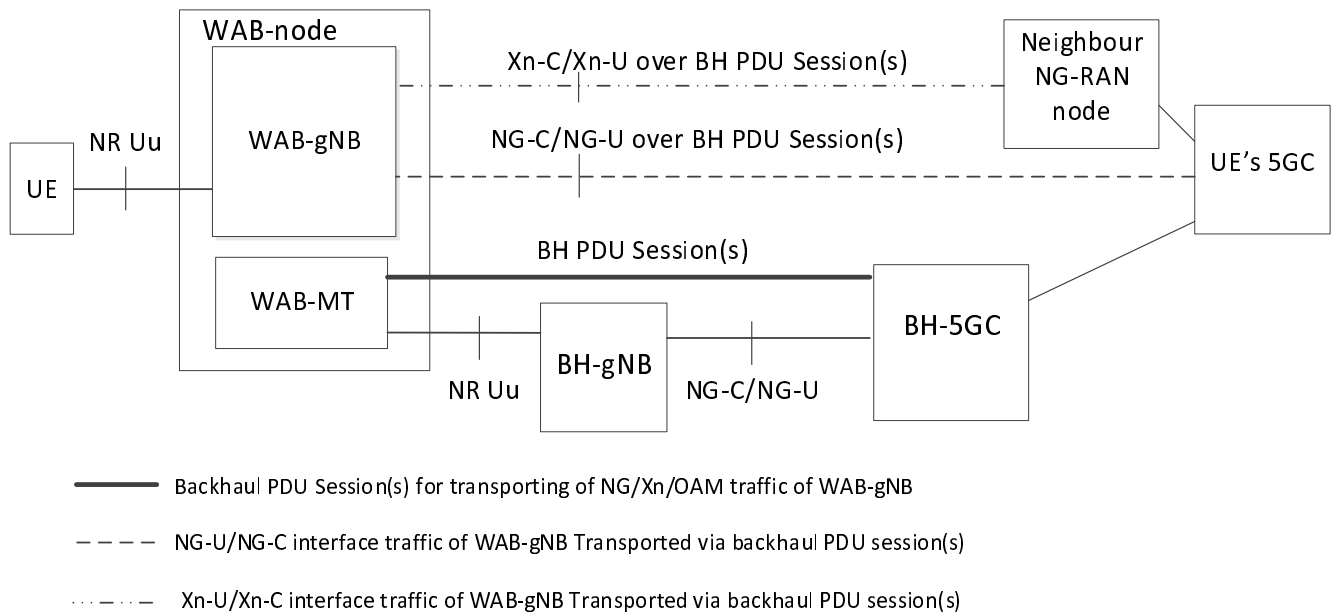 WAB-node
Neighbour
NG-RAN
node
Xn-C/Xn-U over BH PDU Session(s)
NR Uu
WAB-gNB
NG-C/NG-U over BH PDU Session(s)
UE
UE’s 5GC
BH PDU Session(s)
WAB-MT
BH-5GC
BH-gNB
NR Uu
NG-C/NG-U
Backhaul PDU Session(s) for transporting of NG/Xn/OAM traffic of WAB-gNB
NG-U/NG-C interface traffic of WAB-gNB Transported via backhaul PDU session(s)
Xn-U/Xn-C interface traffic of WAB-gNB Transported via backhaul PDU session(s)